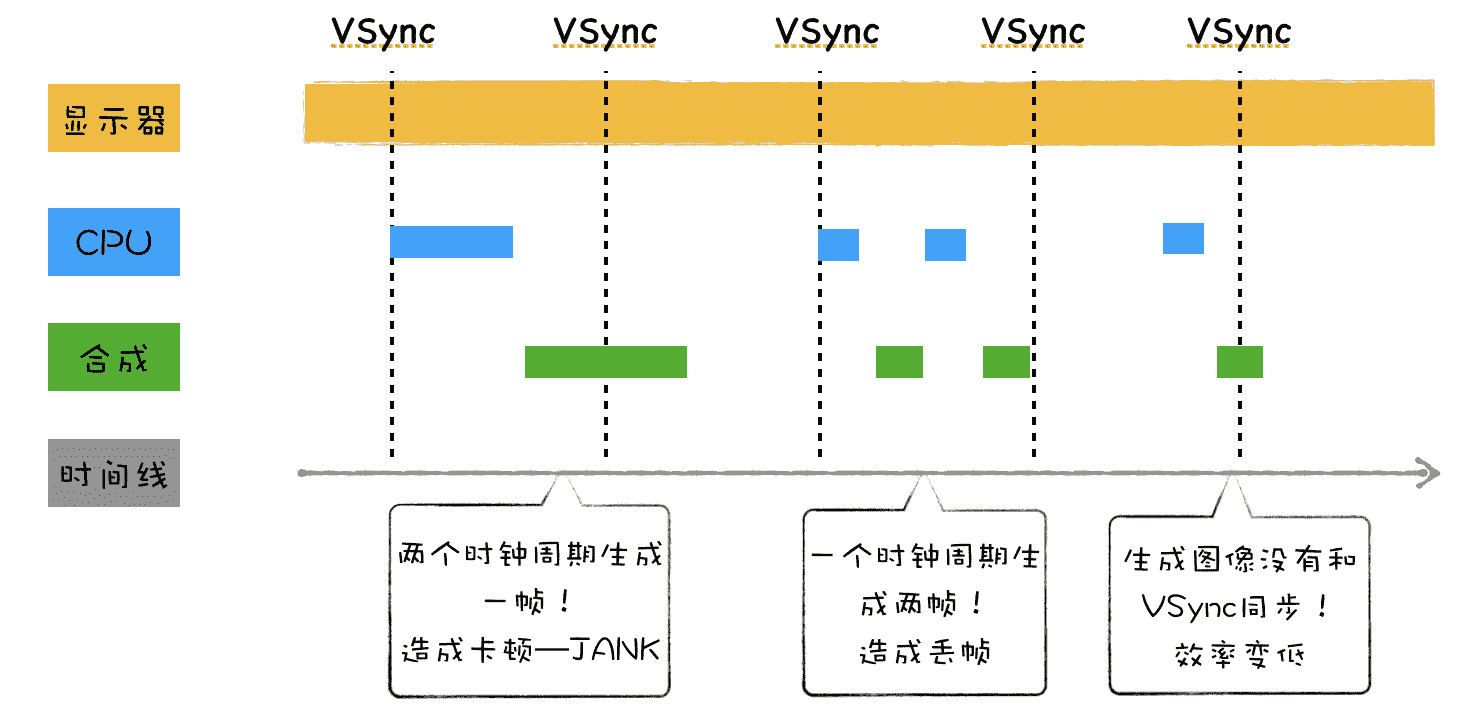 VSync VSync VSync VSync VSync
显示器
CPU
合成
时间线
两个时钟周期生成
一帧！
造成卡顿—JANK
一个时钟周期生
成两帧！
造成丢帧
生成图像没有和
VSync同步！
效率变低